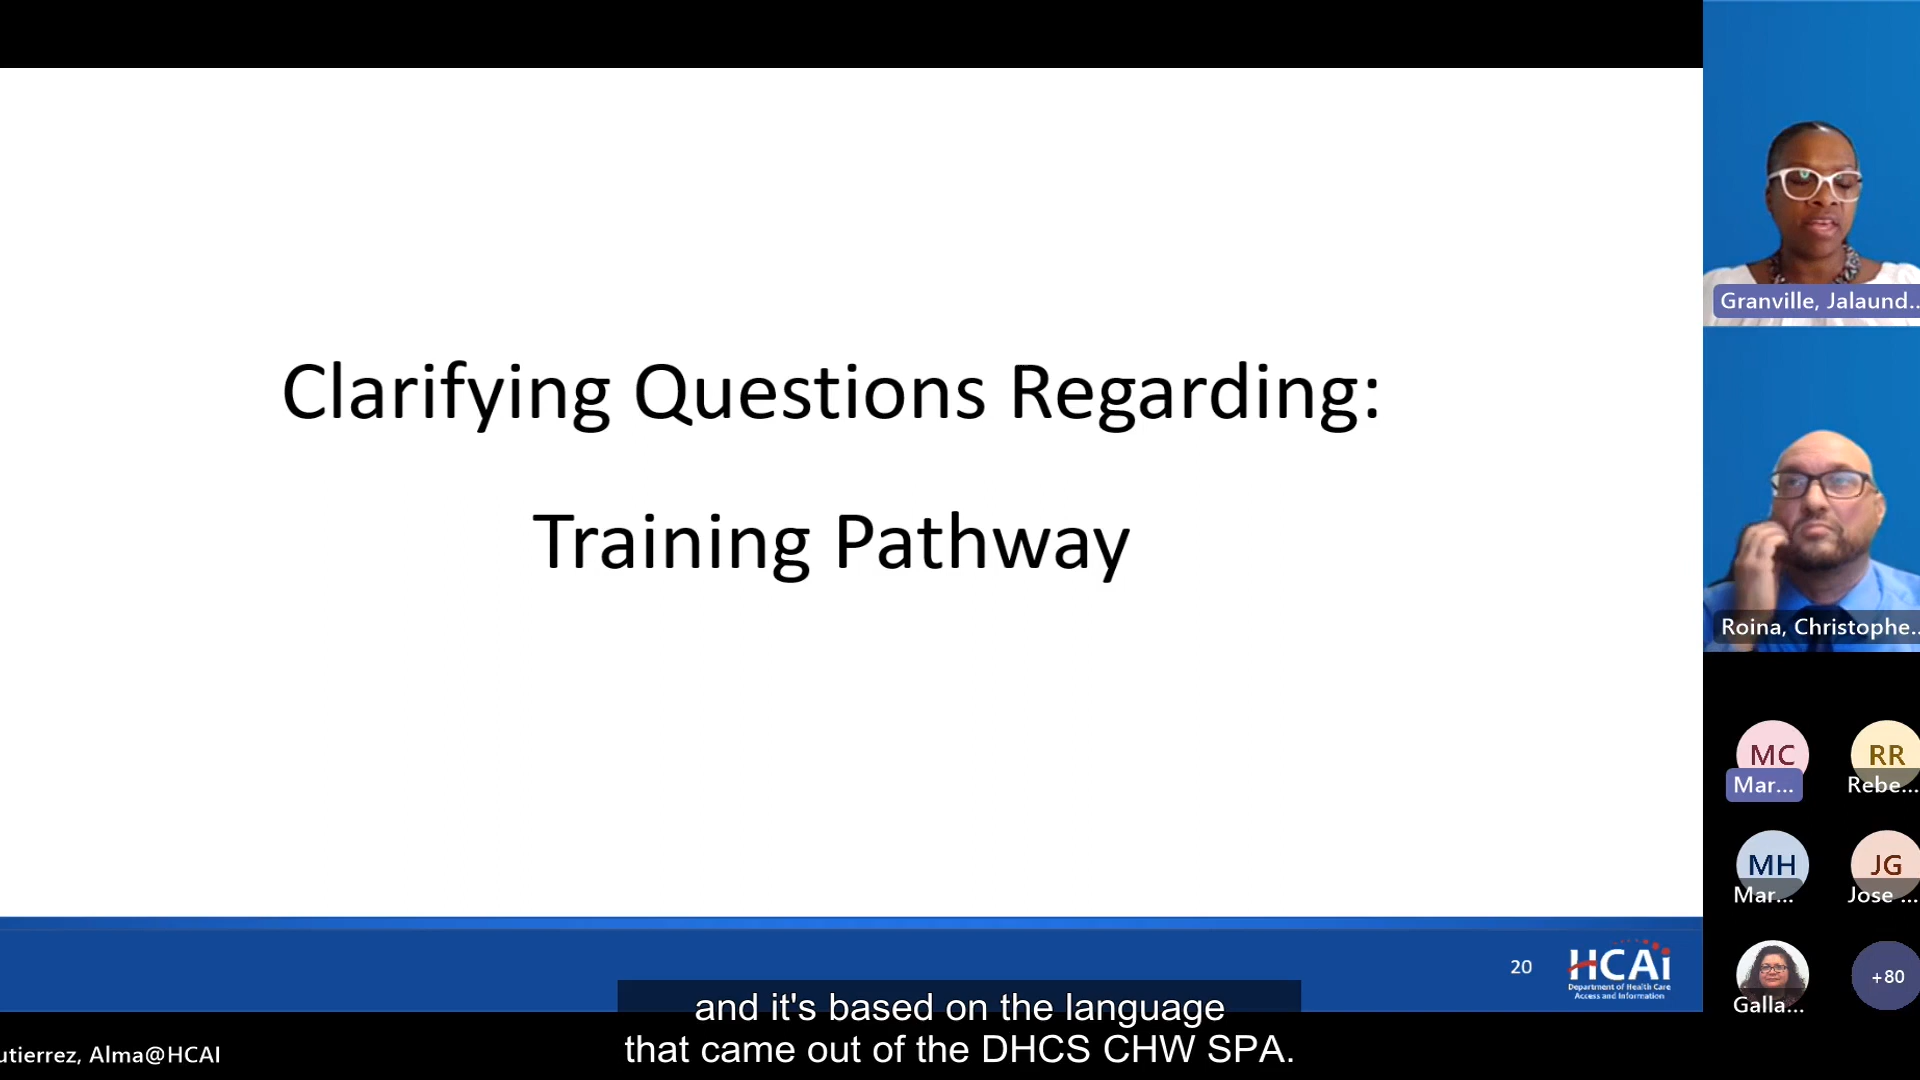 Clarifying Questions Regarding:
Training Pathway
20
HCAi
Department of Health Care
Access and Information
and it's based on the language
that came out of the DHCS CHW SPA.
utierrez, Alma@HCAI
Granville, Jalaund...
Roina, Christophe...
MC
Mar...
RR
Rebe...
MH
Mar...
JG
Jose ...
Galla...
+80